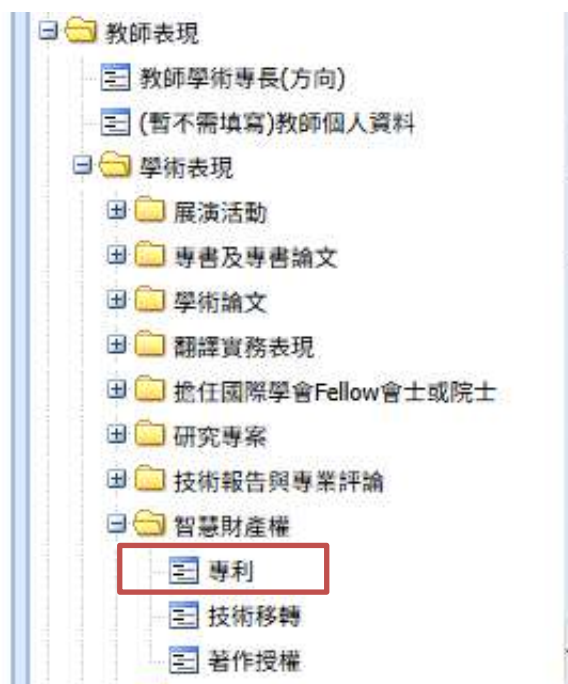 教師表現
教師學術專長(方向)
(暫不需填寫)教師個人資料
學術表現
展演活動
專書及專書論文
學術論文
翻譯實務表現
擔任國際學會Fellow會士或院士
研究專案
技術報告與專業評論
智慧財產權
專利
技術移轉
著作授權